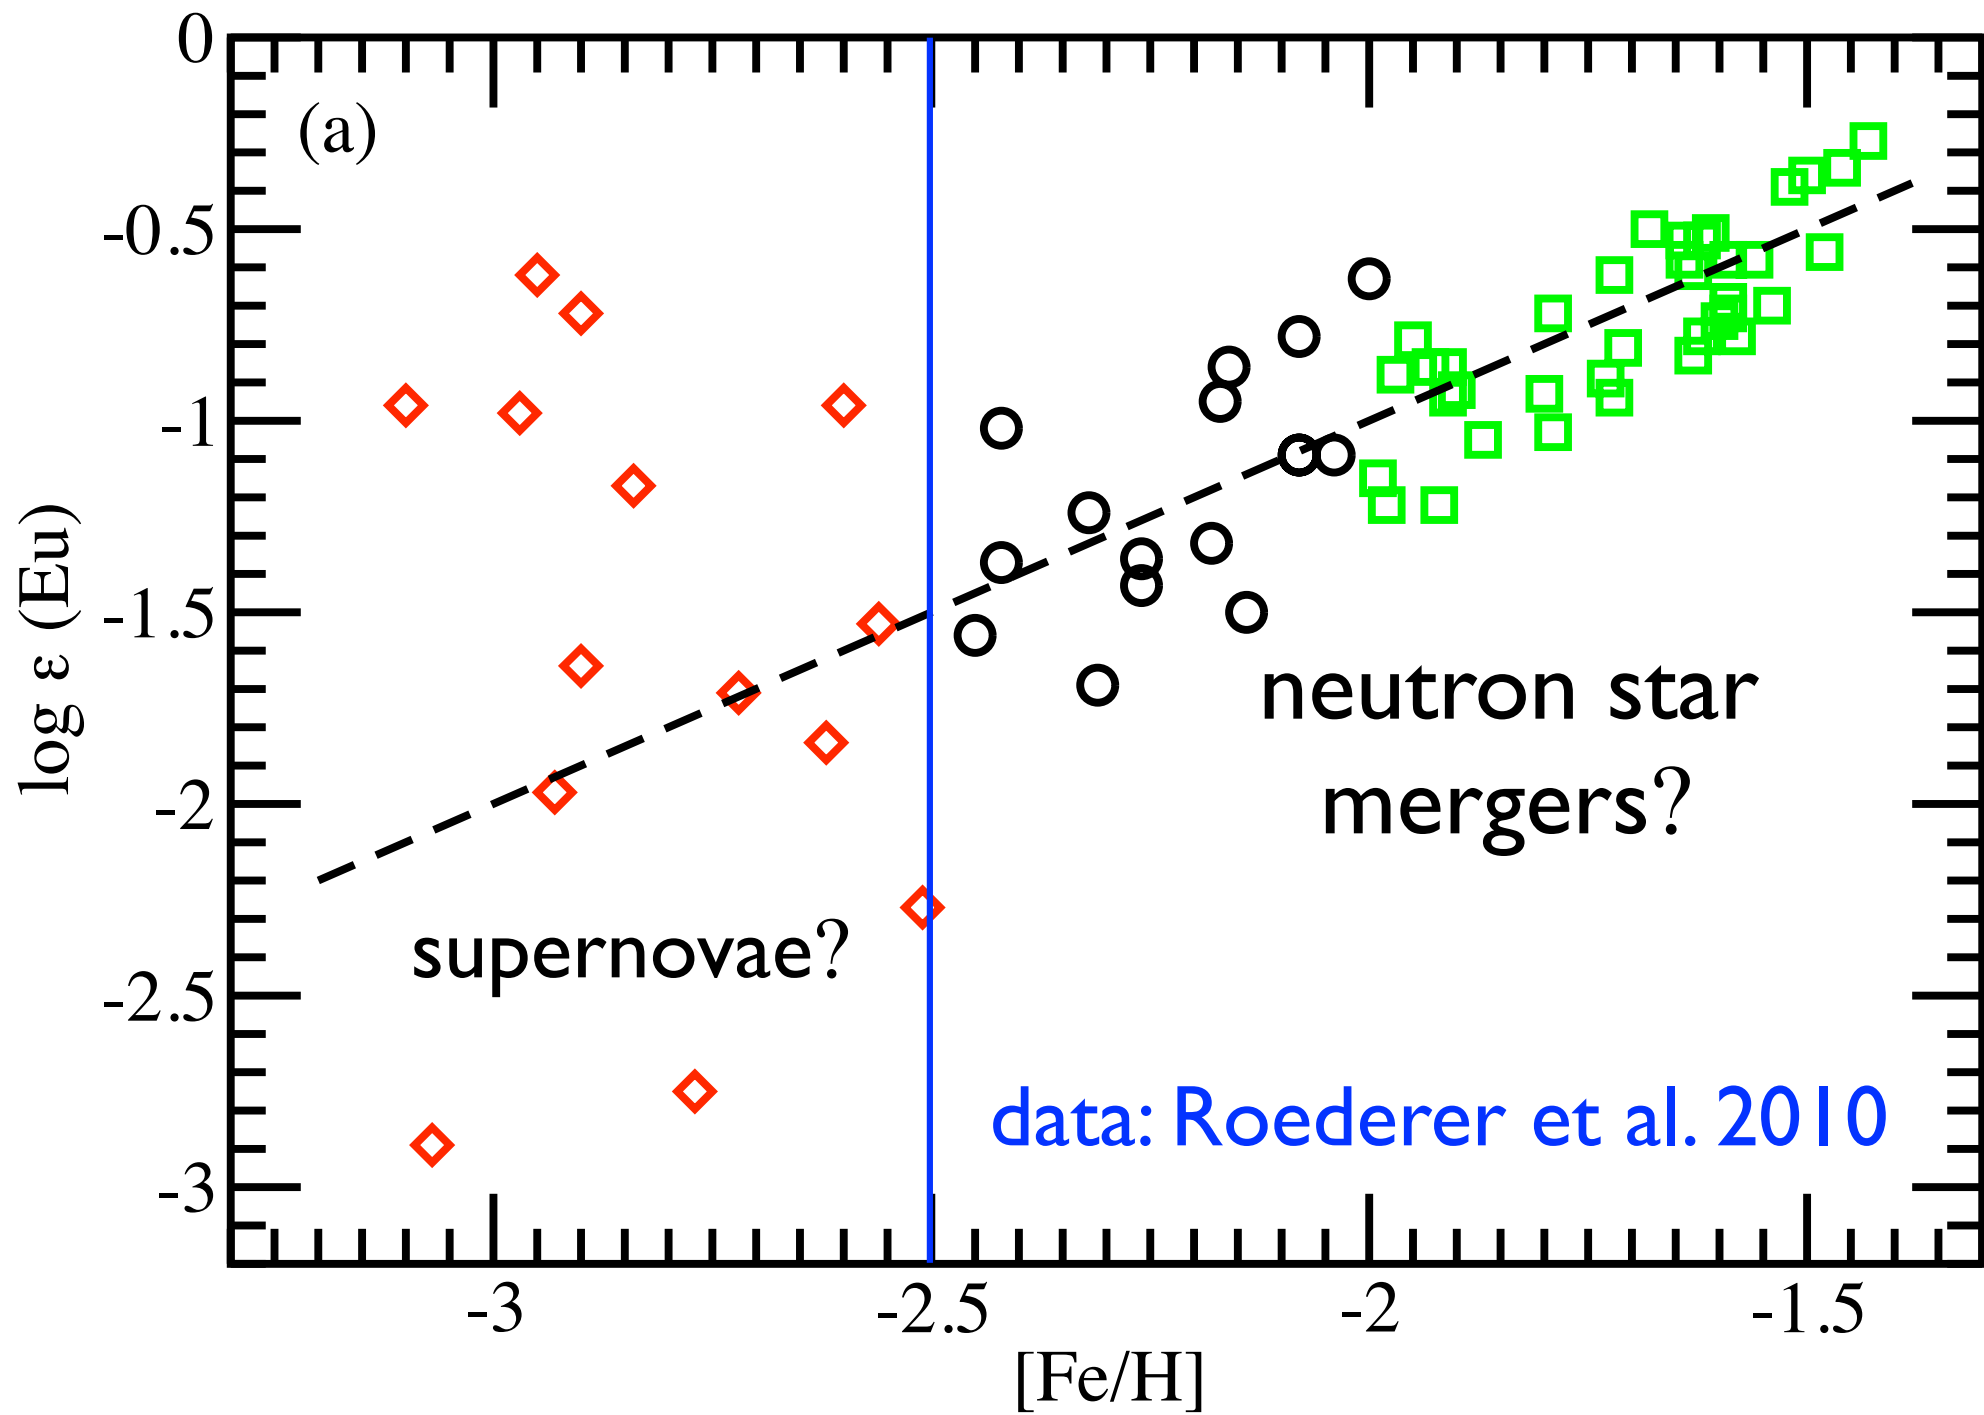 (a)
0
-0.5
-1
-1.5
-2
-2.5
-3
log ε (Eu)
neutron star
mergers?
supernovae?
data: Roederer et al. 2010
-3
-2.5
-2
-1.5
[Fe/H]